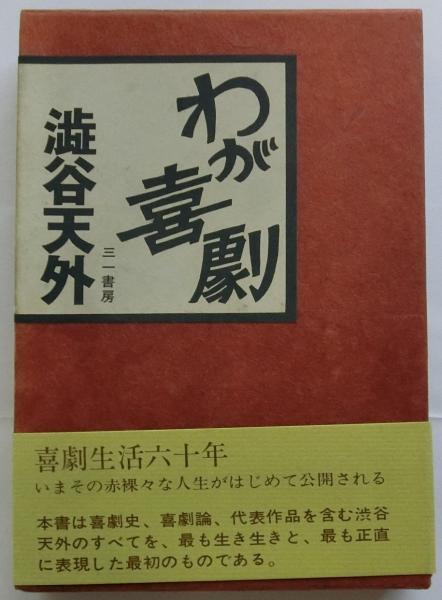 わが喜劇
澁谷天外
三一書房
喜劇生活六十年
いまその赤裸々な人生がはじめて公開される
本書は喜劇史、喜劇論、代表作品を含む渋谷
天外のすべてを、最も生き生きと、最も正直
に表現した最初のものである。